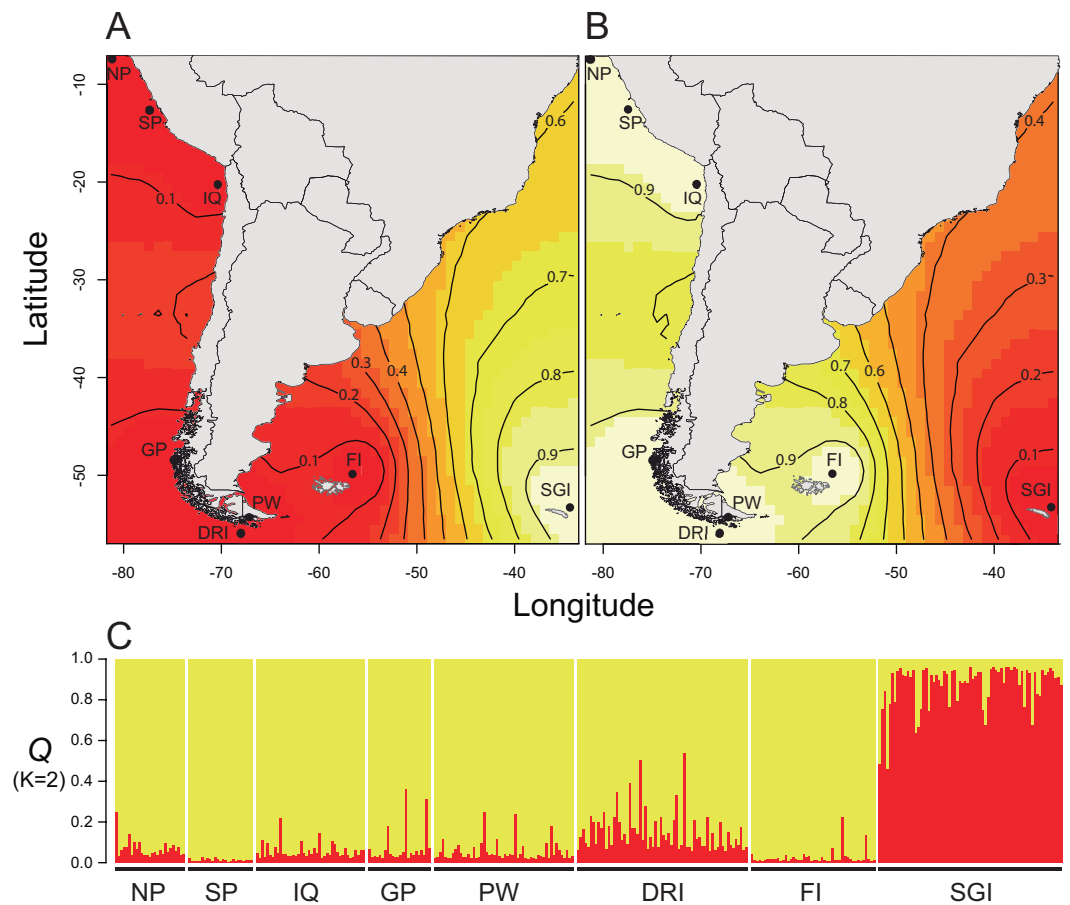 A
B
NP
SP
IQ
GP
PW
DRI
FI
SGI
0.1
0.6
0.7
0.8
0.9
0.1
0.2
0.3
0.4
NP
SP
IQ
GP
PW
DRI
FI
SGI
0.9
0.4
0.3
0.2
0.1
0.9
0.8
0.7
0.6
Latitude
-10
-20
-30
-40
-50
-80
-70
-60
-50
-40
-80
-70
-60
-50
-40
Longitude
C
Q
(K=2)
1.0
0.8
0.6
0.4
0.2
0.0
NP SP IQ GP PW DRI FI SGI